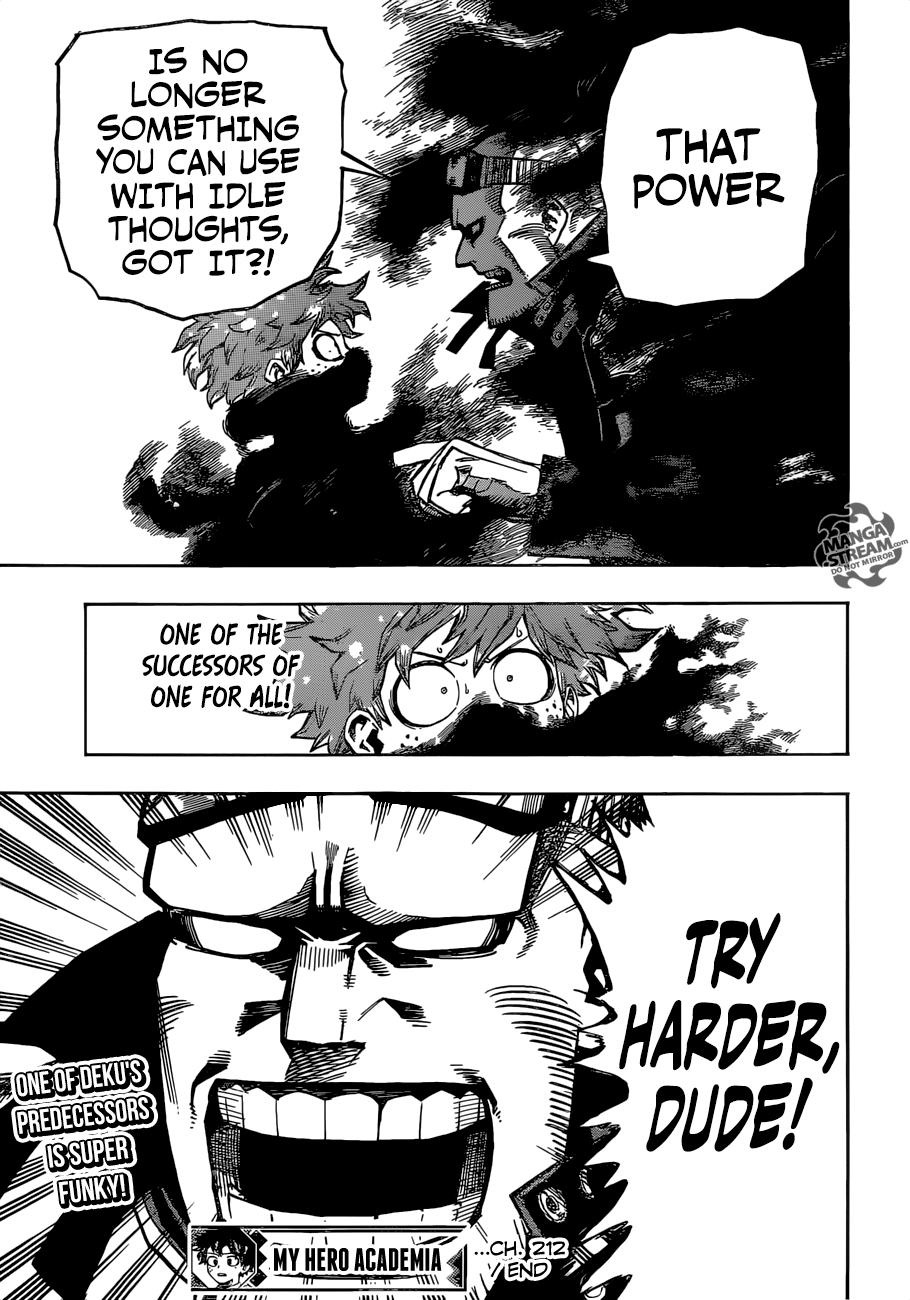 THAT
POWER
IS NO
LONGER
SOMETHING
YOU CAN USE
WITH IDLE
THOUGHTS,
GOT IT?!
MANGA
STREAM.com
DO NOT MIRROR
ONE OF THE
SUCCESSORS OF
ONE FOR ALL!
TRY
HARDER,
DUDE!
ONE OF DEKU'S
PREDECESSORS
IS SUPER
FUNKY!
MY HERO ACADEMIA
...CH. 212
/ END